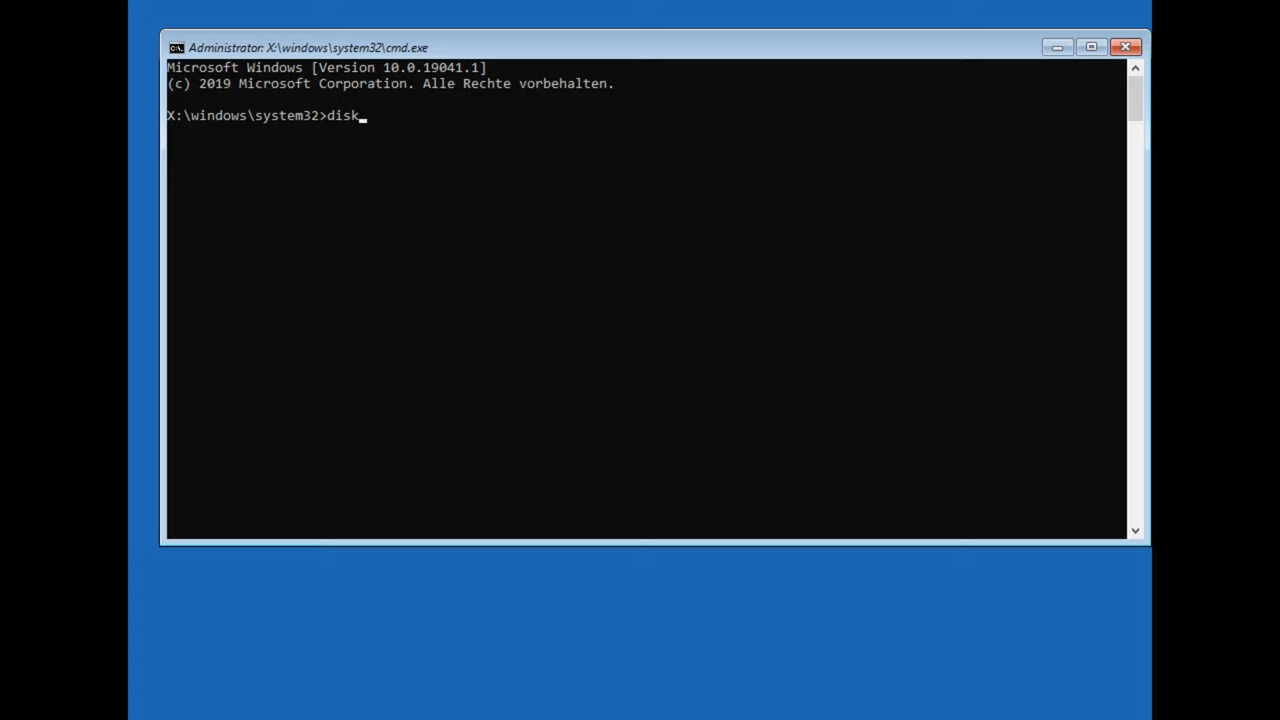 Administrator: X:\windows\system32\cmd.exe
Microsoft Windows [Version 10.0.19041.1]
(c) 2019 Microsoft Corporation. Alle Rechte vorbehalten.
X:\windows\system32>disk_